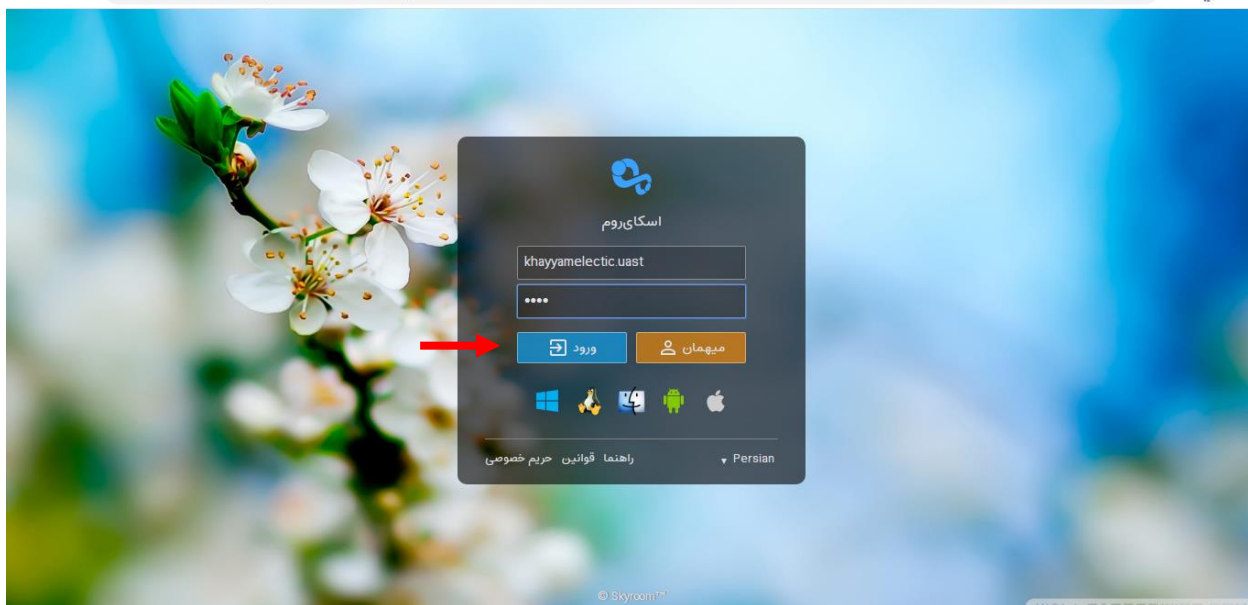 اسکای‌روم
khayyamelectic.uast
••••
میهمان ورود
Persian راهنما قوانین حریم خصوصی
© Skyroom™